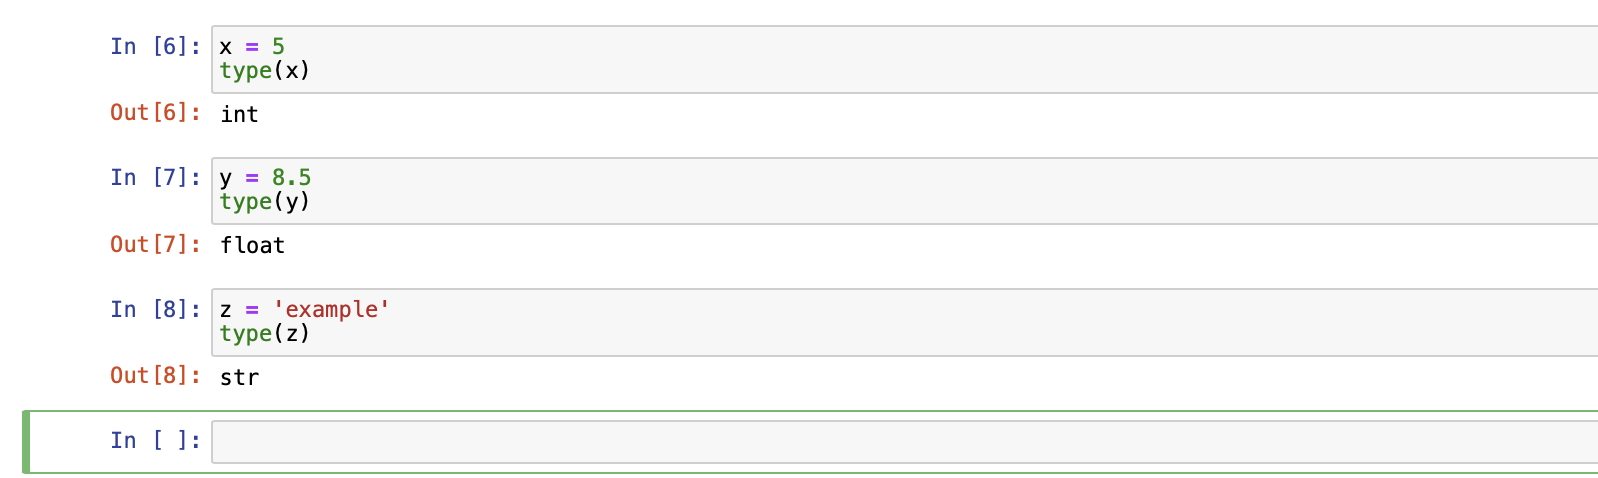 In [6]: x = 5
type(x)
Out[6]: int
In [7]: y = 8.5
type(y)
Out[7]: float
In [8]: z = 'example'
type(z)
Out[8]: str
In [ ]: